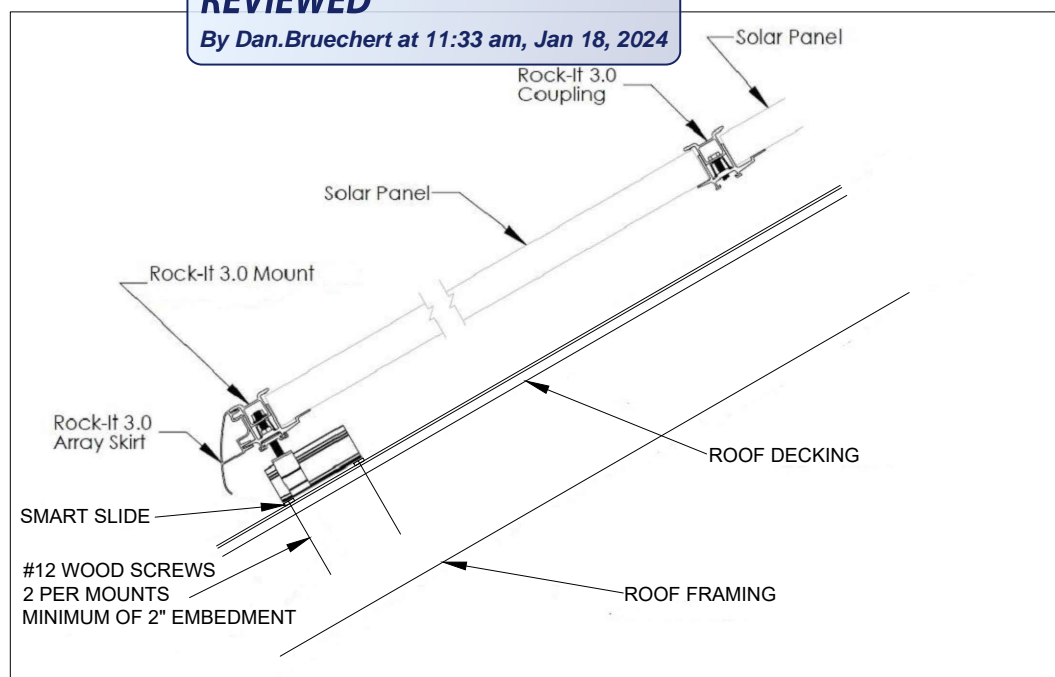 REVIEWED
By Dan.Bruechert at 11:33 am, Jan 18, 2024
Solar Panel
Rock-It 3.0
Coupling
Solar Panel
Rock-It 3.0 Mount
Rock-It 3.0
Array Skirt
ROOF DECKING
SMART SLIDE
#12 WOOD SCREWS
2 PER MOUNTS
MINIMUM OF 2" EMBEDMENT
ROOF FRAMING